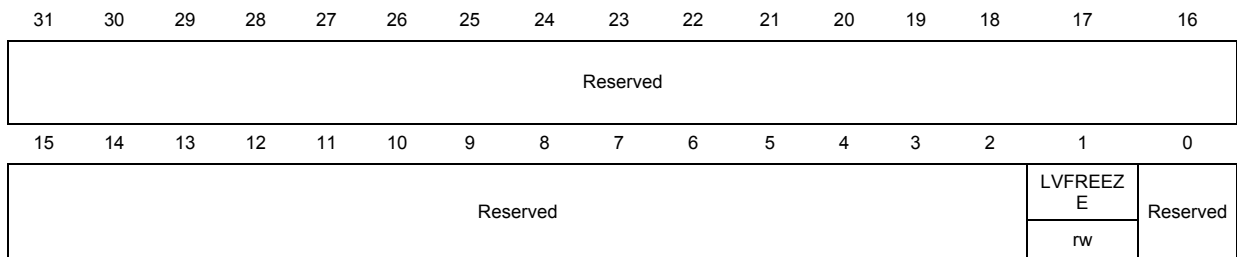 31 30 29 28 27 26 25 24 23 22 21 20 19 18 17 16
Reserved
15 14 13 12 11 10 9 8 7 6 5 4 3 2 1 0
Reserved
LVFREEZ
E
rw
Reserved